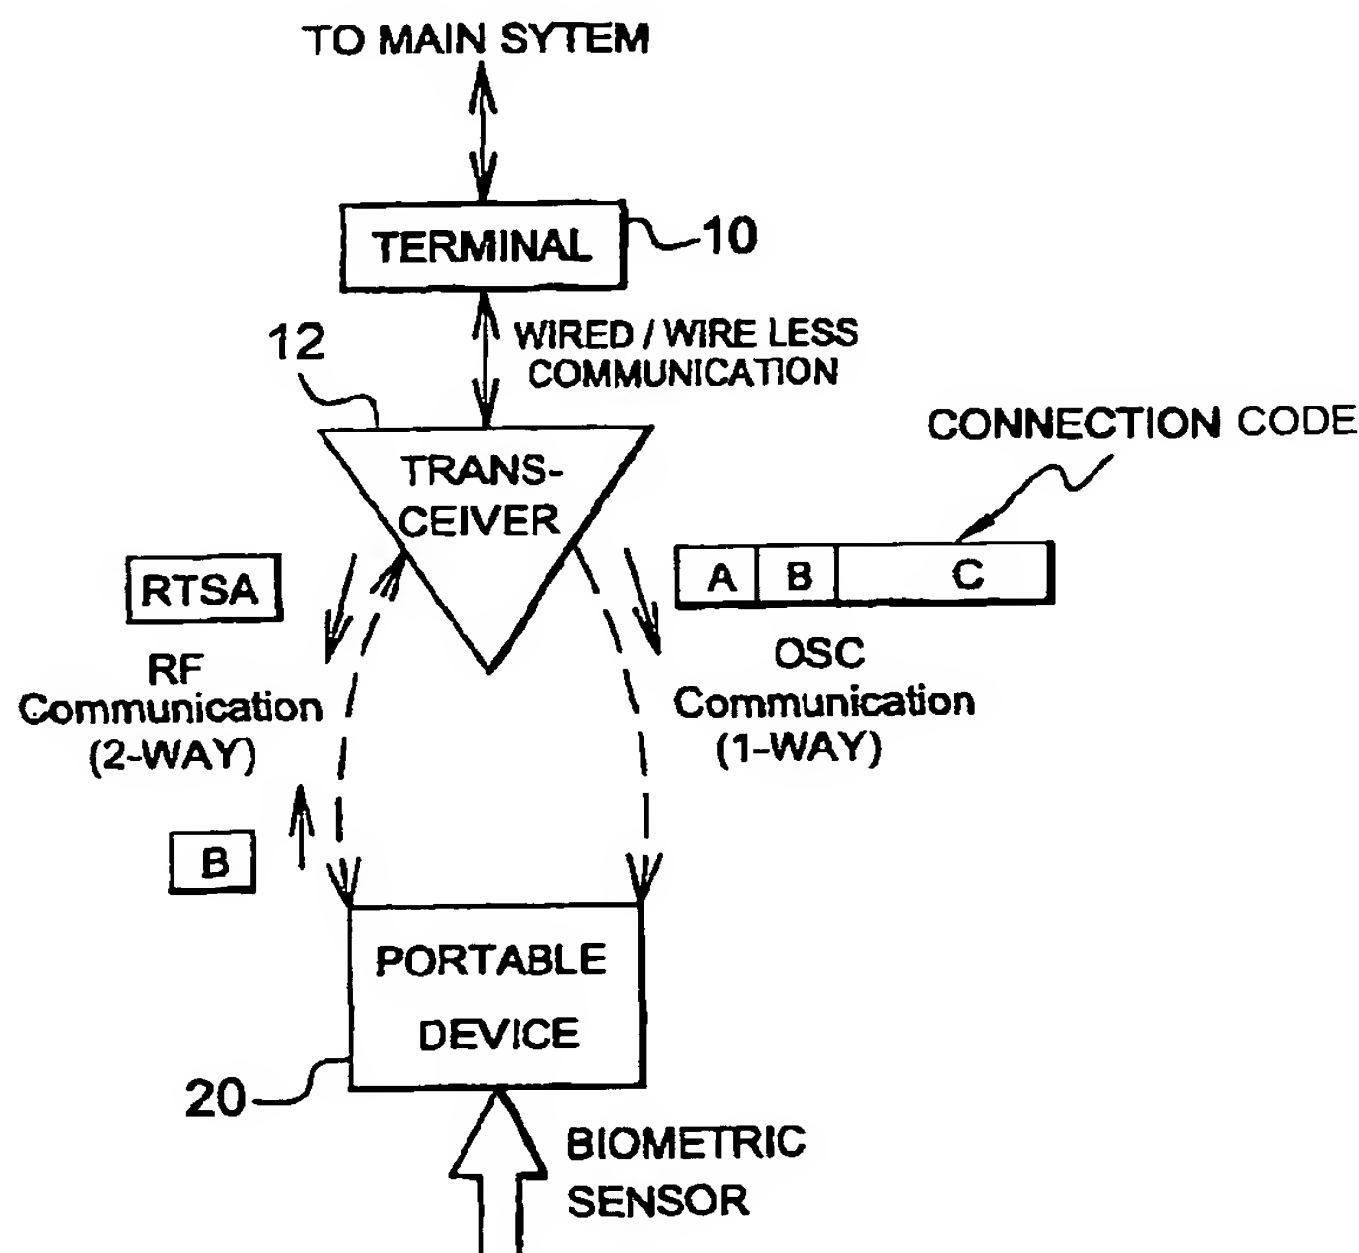 TO MAIN SYTEM
TERMINAL
10
WIRED / WIRE LESS
COMMUNICATION
12
TRANS-
CEIVER
CONNECTION CODE
A B C
RTSA
OSC
Communication
(1-WAY)
RF
Communication
(2-WAY)
B
PORTABLE
DEVICE
20
BIOMETRIC
SENSOR